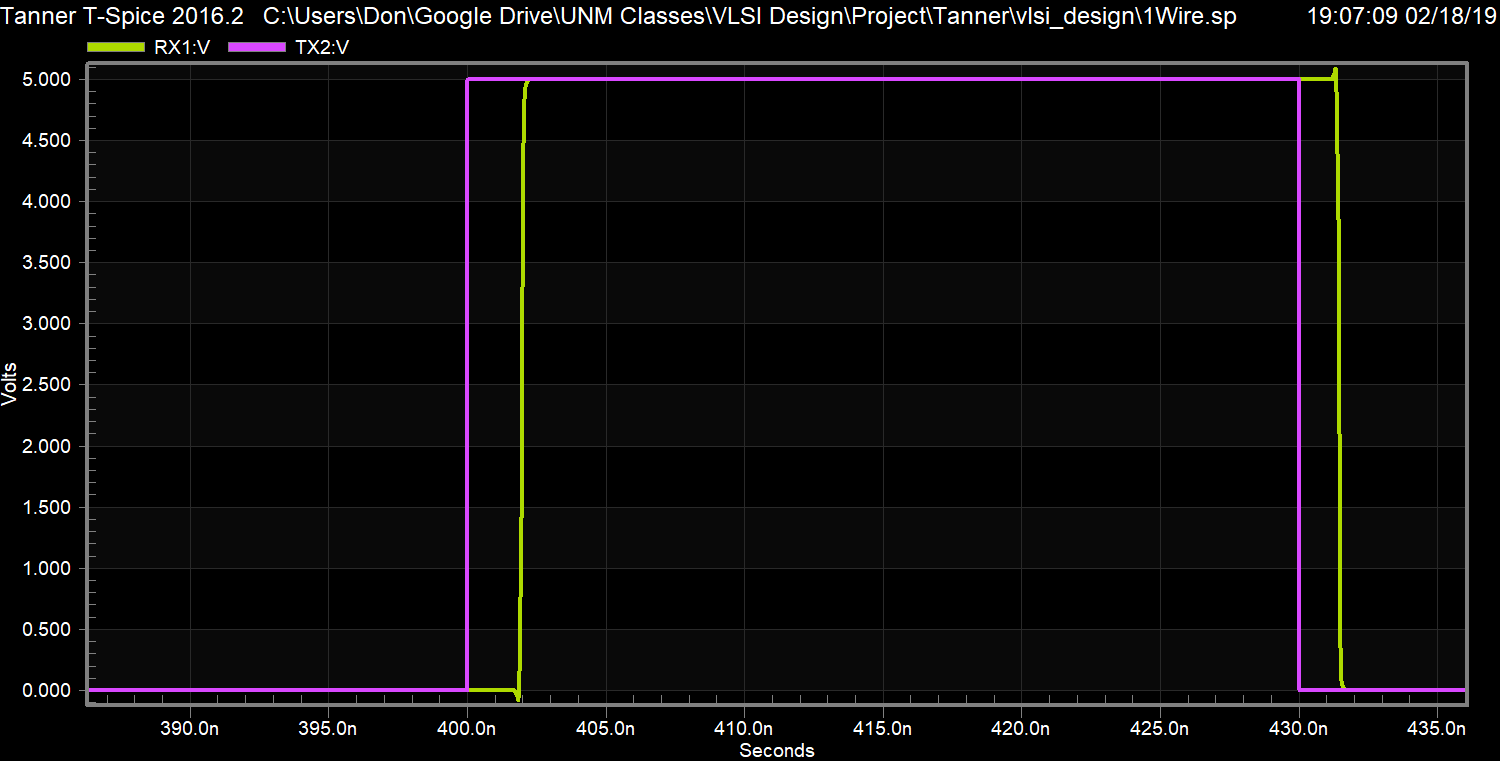 Tanner T-Spice 2016.2 C:\Users\Don\Google Drive\UNM Classes\VLSI Design\Project\Tanner\vlsi_design\1Wire.sp 19:07:09 02/18/19
RX1:V TX2:V
5.000
4.500
4.000
3.500
3.000
2.500
2.000
1.500
1.000
0.500
0.000
Volts
390.0n 395.0n 400.0n 405.0n 410.0n 415.0n 420.0n 425.0n 430.0n 435.0n
Seconds